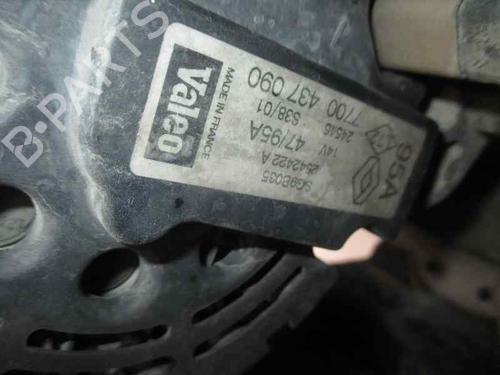 Valeo
MADE IN FRANCE
95A
7700 437 090
24546
S38/01
14V 47/95A
2542422 A
SG9B035
B-PARTS